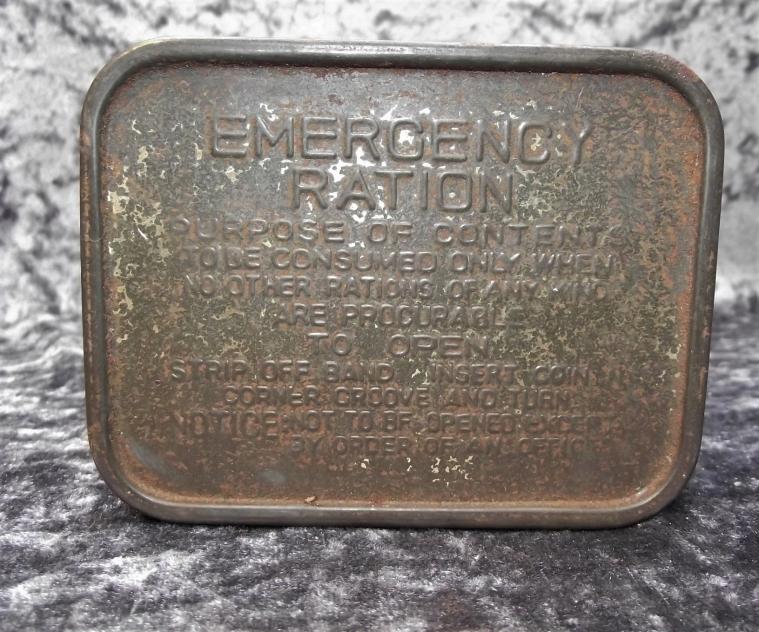 EMERGENCY
RATION
PURPOSE OF CONTENTS
TO BE CONSUMED ONLY WHEN
NO OTHER RATIONS OF ANY KIND
ARE PROCURABLE
TO OPEN
STRIP OFF BAND INSERT COIN IN
CORNER GROOVE AND TURN
NOTICE: NOT TO BE OPENED EXCEPT
BY ORDER OF AN OFFICER